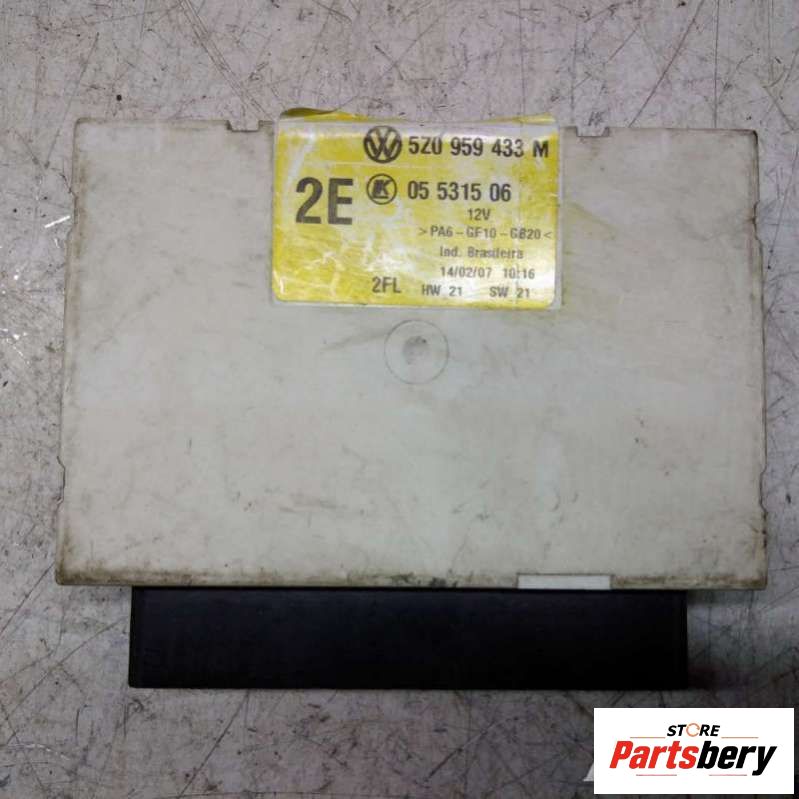 VW 5Z0 959 433 M
2E K 05 5315 06
12V
>PA6-GF10-GB20<
Ind. Brasileira
14/02/07 10:16
2FL HW 21 SW 21
STORE
Partsbery